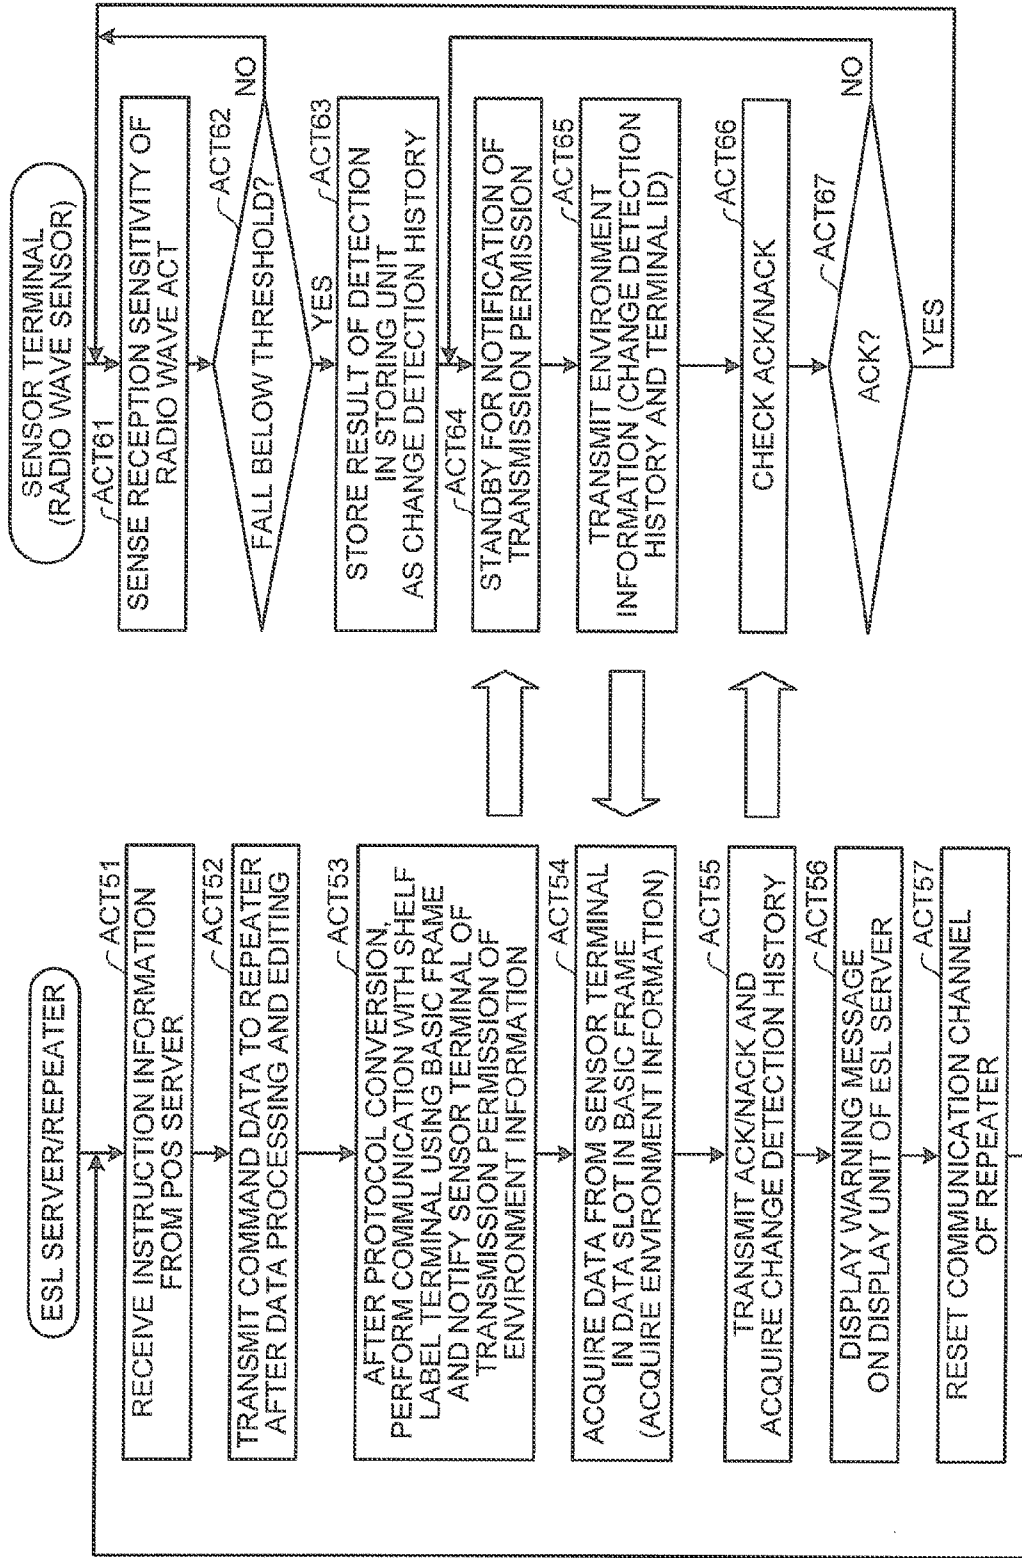 ESL SERVER/REPEATER
ACT51
RECEIVE INSTRUCTION INFORMATION
FROM POS SERVER
ACT52
TRANSMIT COMMAND DATA TO REPEATER
AFTER DATA PROCESSING AND EDITING
ACT53
AFTER PROTOCOL CONVERSION,
PERFORM COMMUNICATION WITH SHELF
LABEL TERMINAL USING BASIC FRAME
AND NOTIFY SENSOR TERMINAL OF
TRANSMISSION PERMISSION OF
ENVIRONMENT INFORMATION
ACT54
ACQUIRE DATA FROM SENSOR TERMINAL
IN DATA SLOT IN BASIC FRAME
(ACQUIRE ENVIRONMENT INFORMATION)
ACT55
TRANSMIT ACK/NACK AND
ACQUIRE CHANGE DETECTION HISTORY
ACT56
DISPLAY WARNING MESSAGE
ON DISPLAY UNIT OF ESL SERVER
ACT57
RESET COMMUNICATION CHANNEL
OF REPEATER
SENSOR TERMINAL
(RADIO WAVE SENSOR)
ACT61
SENSE RECEPTION SENSITIVITY OF
RADIO WAVE ACT
ACT62
FALL BELOW THRESHOLD?
NO
YES
ACT63
STORE RESULT OF DETECTION
IN STORING UNIT
AS CHANGE DETECTION HISTORY
ACT64
STANDBY FOR NOTIFICATION OF
TRANSMISSION PERMISSION
ACT65
TRANSMIT ENVIRONMENT
INFORMATION (CHANGE DETECTION
HISTORY AND TERMINAL ID)
ACT66
CHECK ACK/NACK
ACT67
ACK?
NO
YES